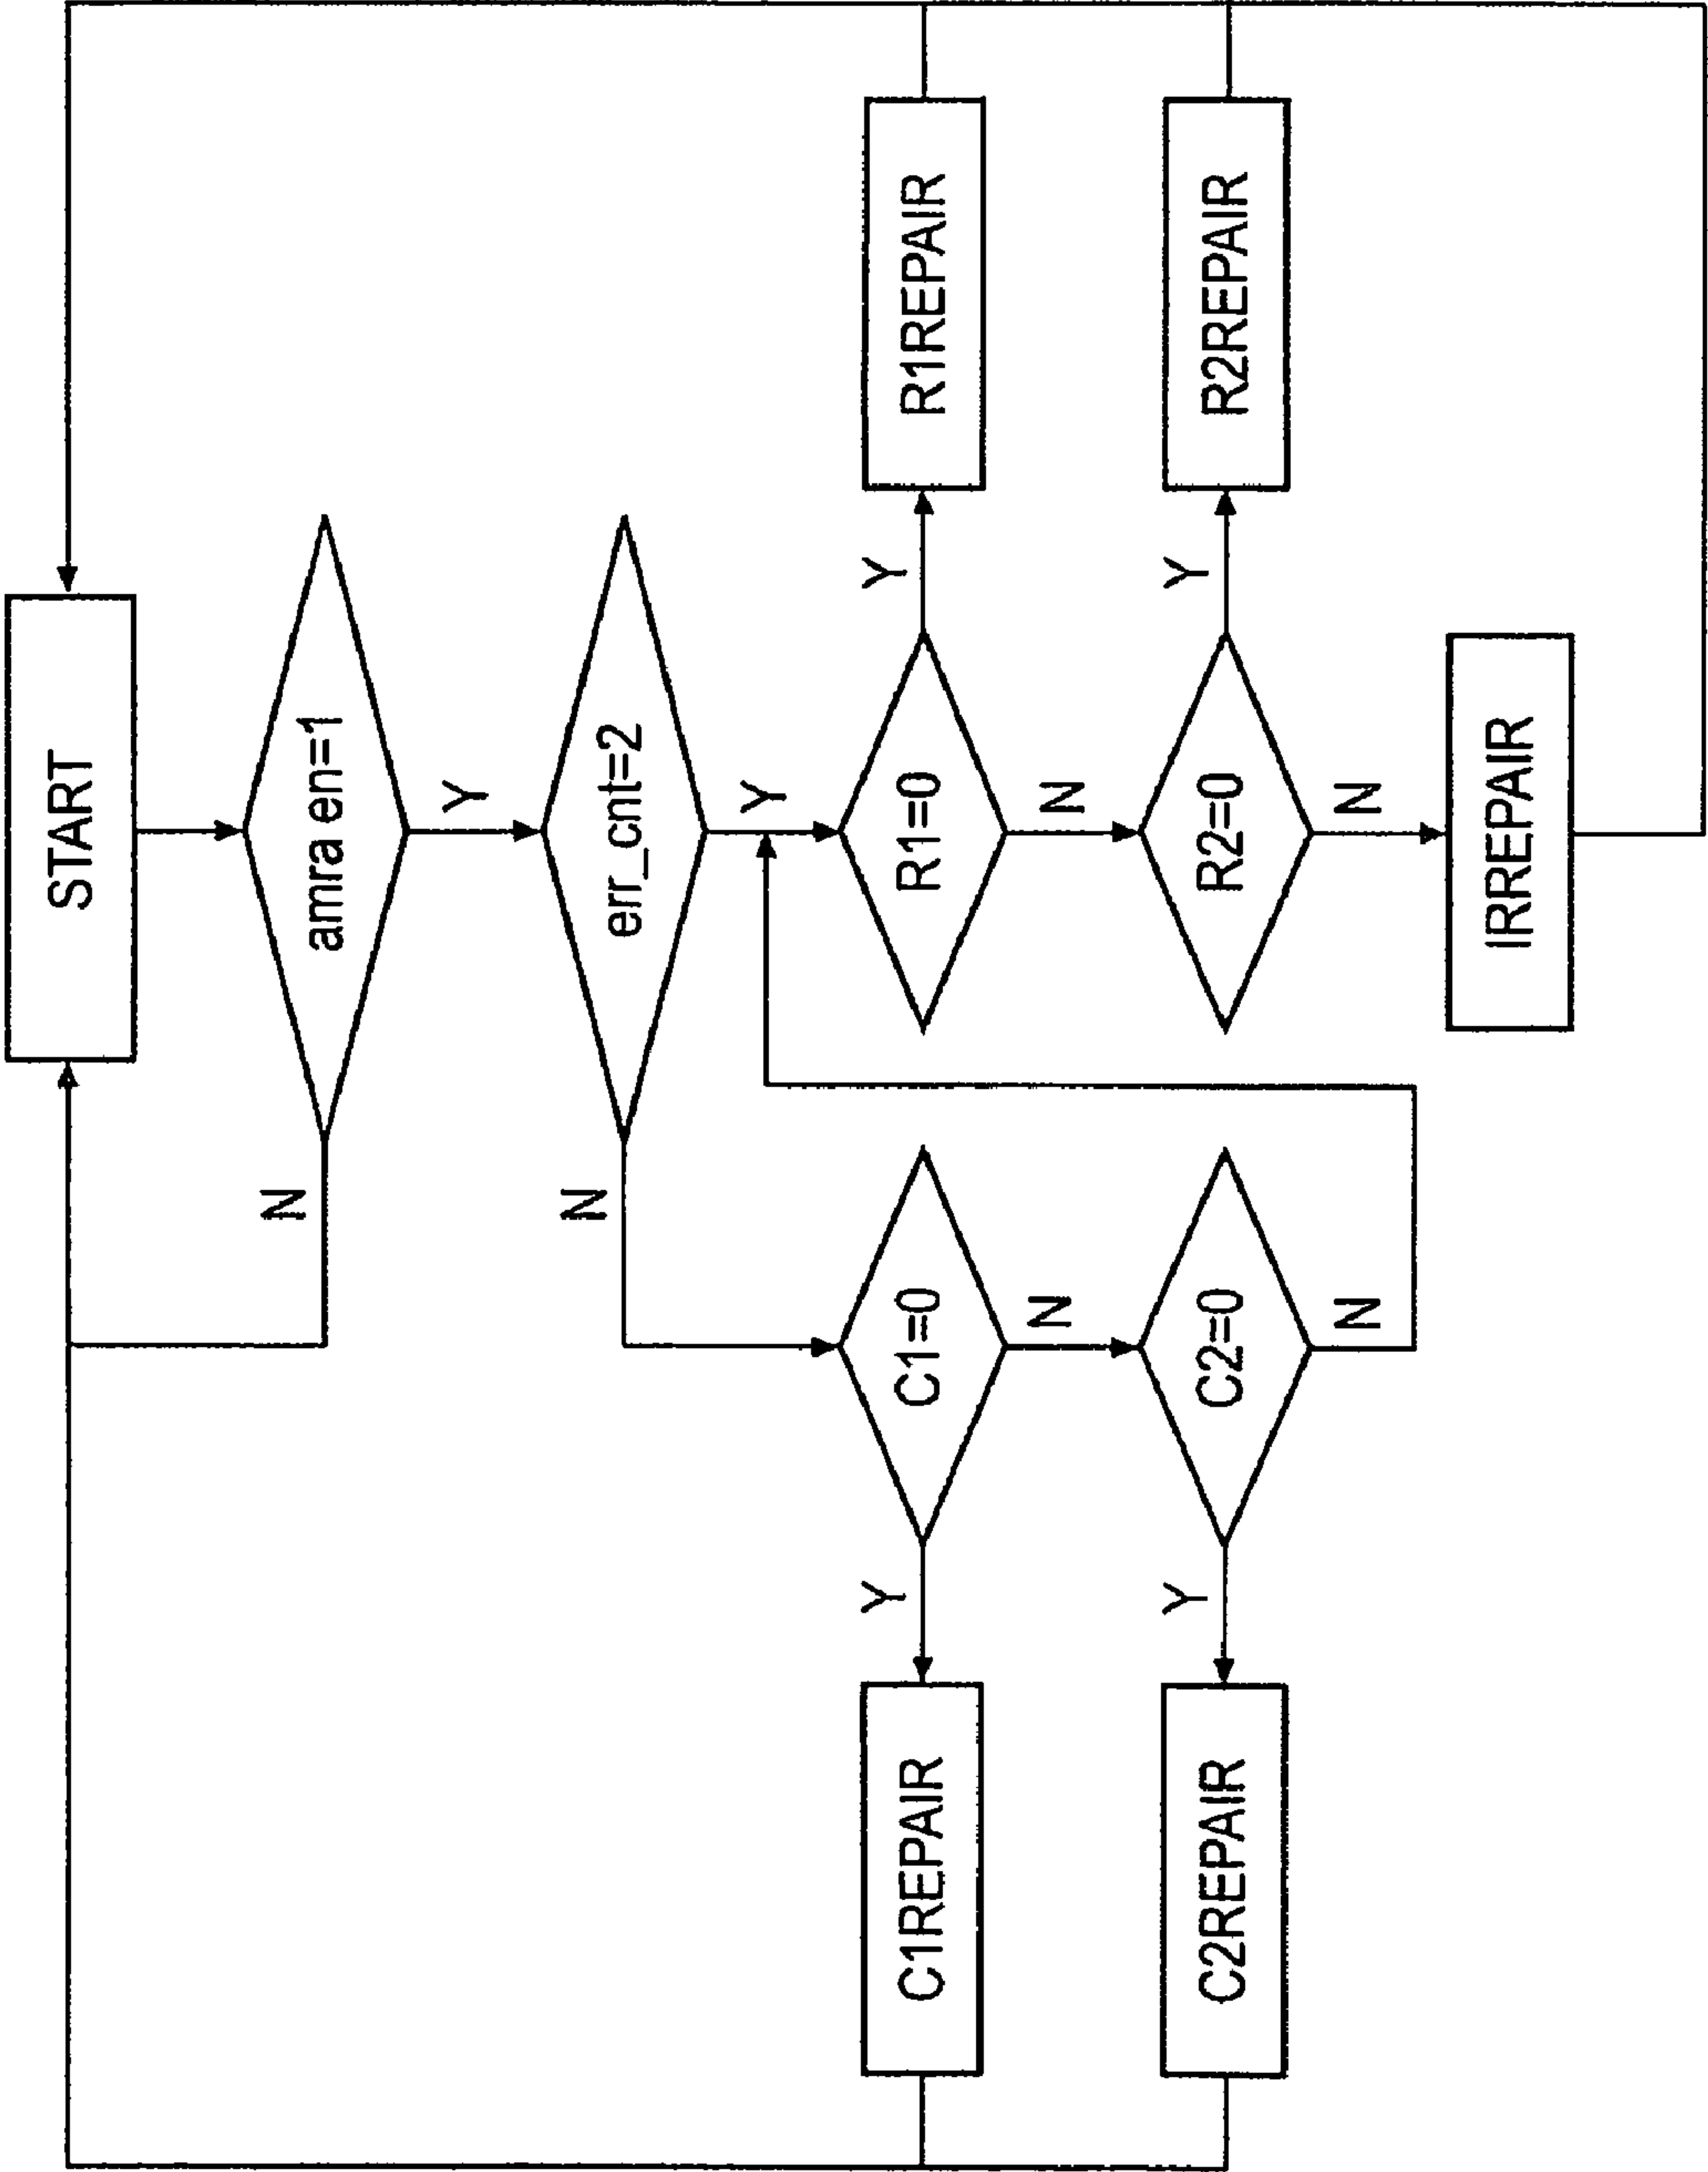 START
amra en=1
N
Y
err_cnt=2
N
Y
C1REPAIR
Y
C1=0
N
R1=0
Y
N
R1REPAIR
C2REPAIR
Y
C2=0
N
R2=0
Y
N
R2REPAIR
IRREPAIR